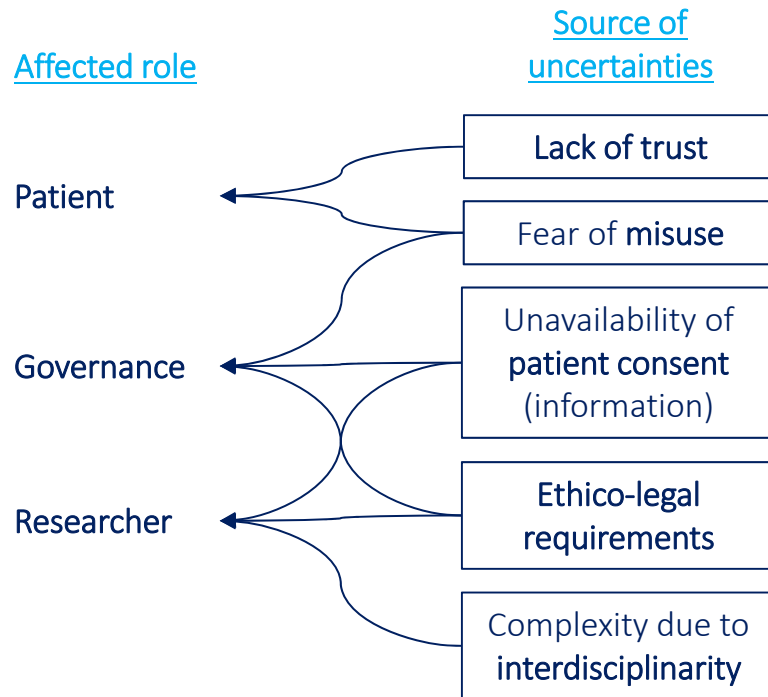 Affected role
Source of
uncertainties
Patient
Lack of trust
Fear of misuse
Governance
Unavailability of
patient consent
(information)
Researcher
Ethico-legal
requirements
Complexity due to
interdisciplinarity